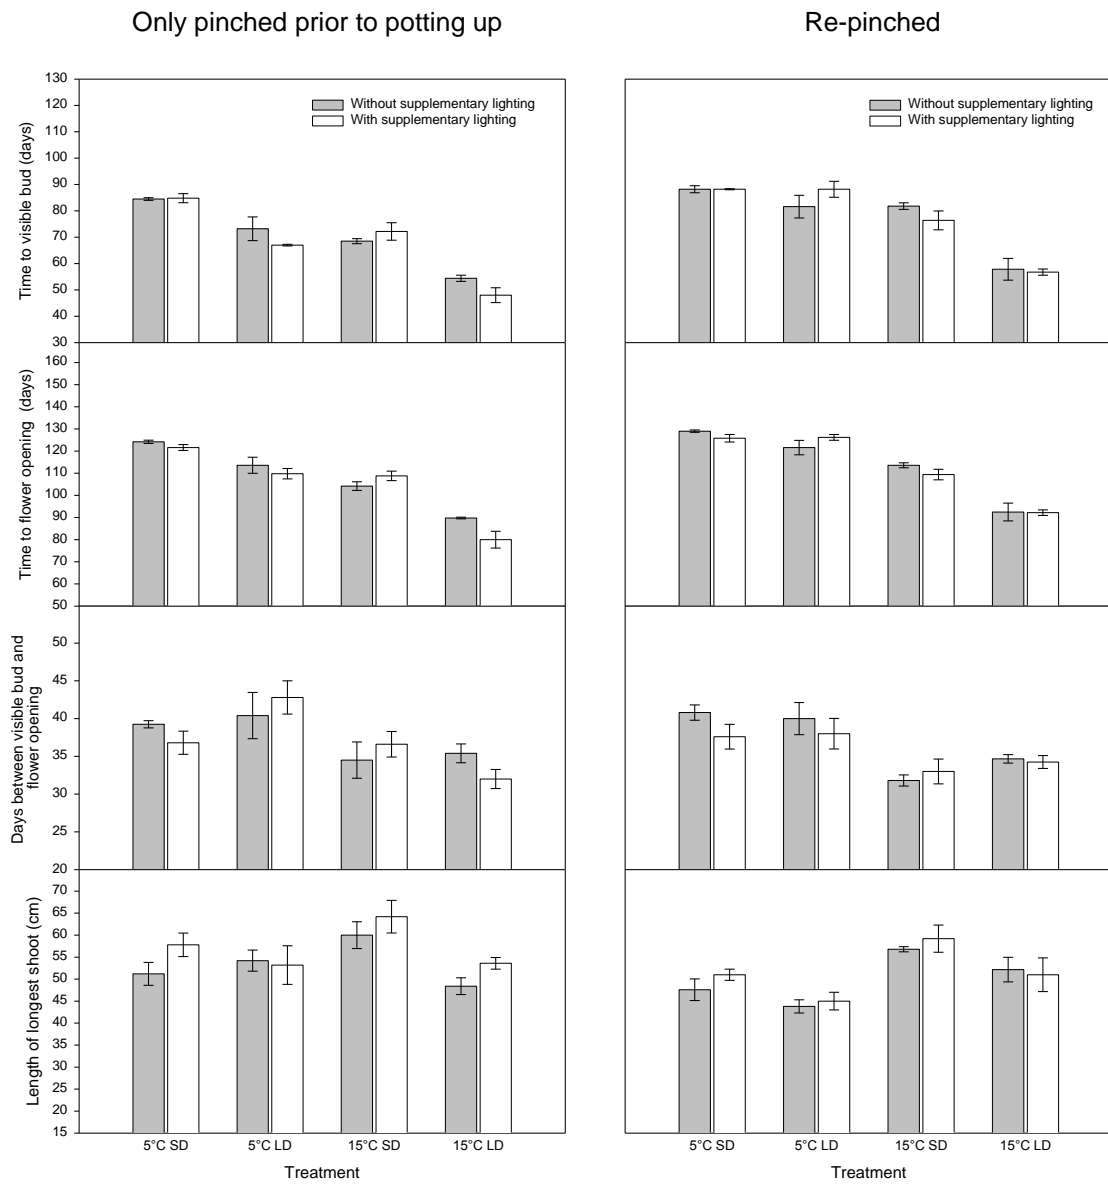 Only pinched prior to potting up
Re-pinched
Time to visible bud (days)
130
120
110
100
90
80
70
60
50
40
30
Without supplementary lighting
With supplementary lighting
Without supplementary lighting
With supplementary lighting
Time to flower opening (days)
160
150
140
130
120
110
100
90
80
70
60
50
Days between visible bud and
flower opening
50
45
40
35
30
25
20
Length of longest shoot (cm)
70
65
60
55
50
45
40
35
30
25
20
15
5°C SD
5°C LD
15°C SD
15°C LD
Treatment
5°C SD
5°C LD
15°C SD
15°C LD
Treatment